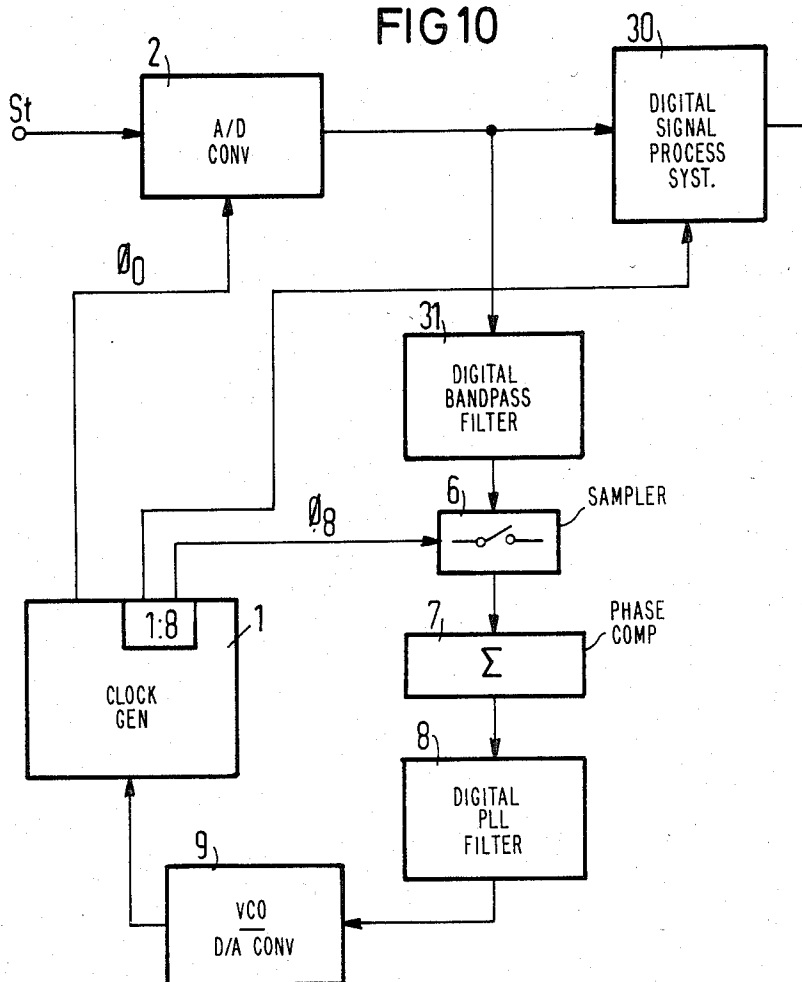 FIG 10
2
30
St
A/D
CONV
DIGITAL
SIGNAL
PROCESS
SYST.
Ø0
31
DIGITAL
BANDPASS
FILTER
6
SAMPLER
Ø8
1:8
1
7
Σ
PHASE
COMP
CLOCK
GEN
8
DIGITAL
PLL
FILTER
9
VCO
D/A CONV